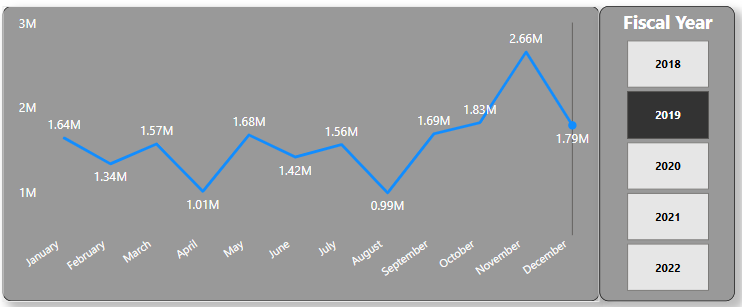 3M
2M
1M
1.64M
1.34M
1.57M
1.01M
1.68M
1.42M
1.56M
0.99M
1.69M
1.83M
2.66M
1.79M
January
February
March
April
May
June
July
August
September
October
November
December
Fiscal Year
2018
2019
2020
2021
2022